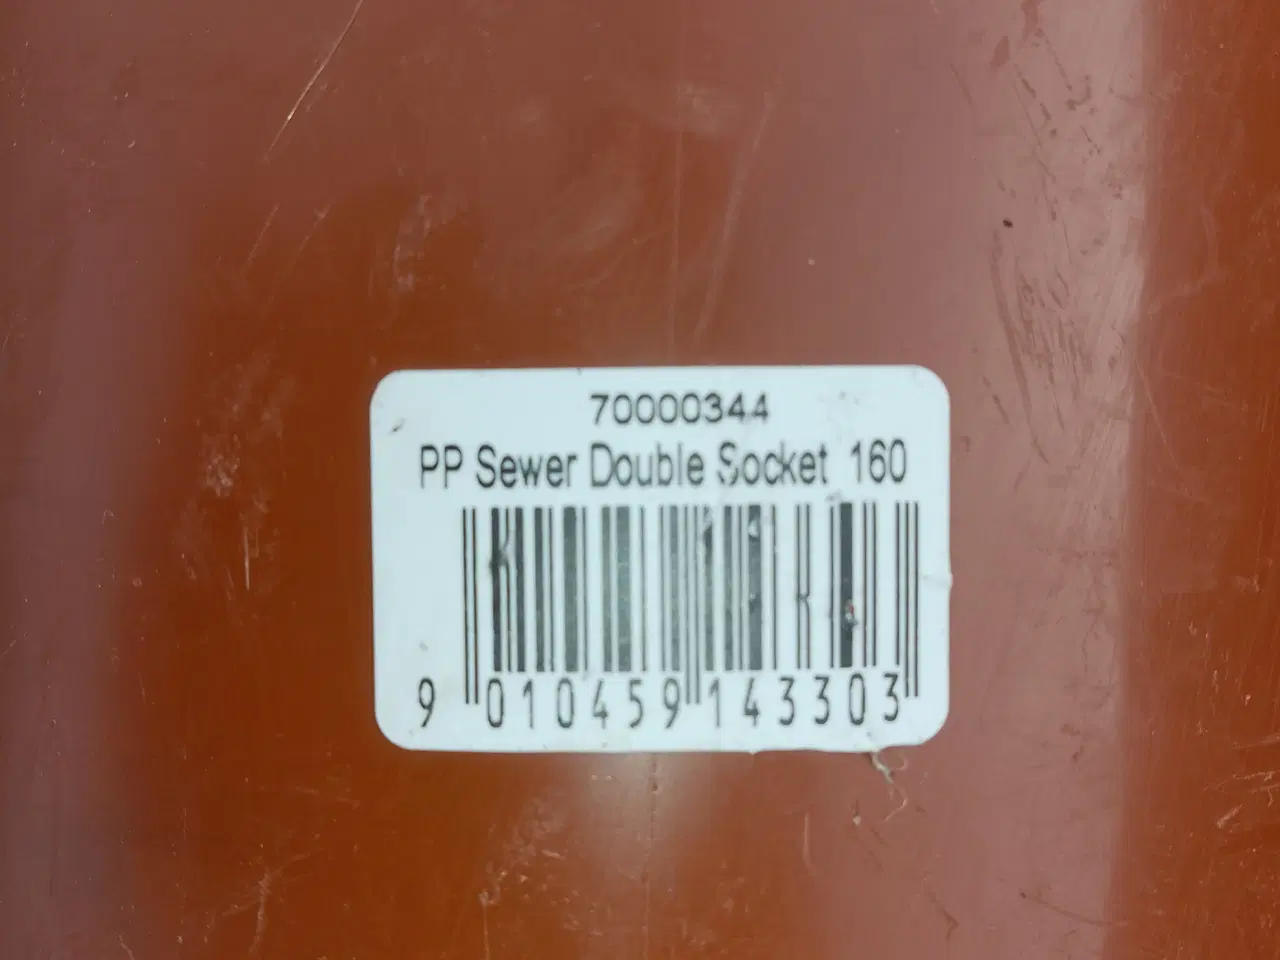 70000344
PP Sewer Double Socket 160
9 010459 143303